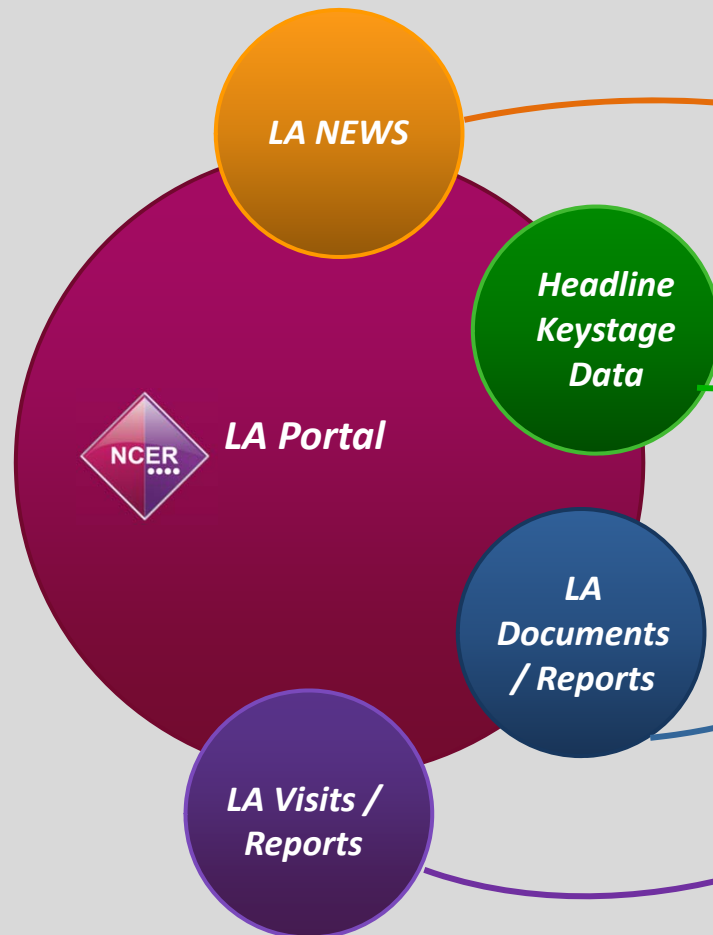 LA NEWS
Headline
Keystage
Data
NCER
LA Portal
LA
Documents
/ Reports
LA Visits /
Reports